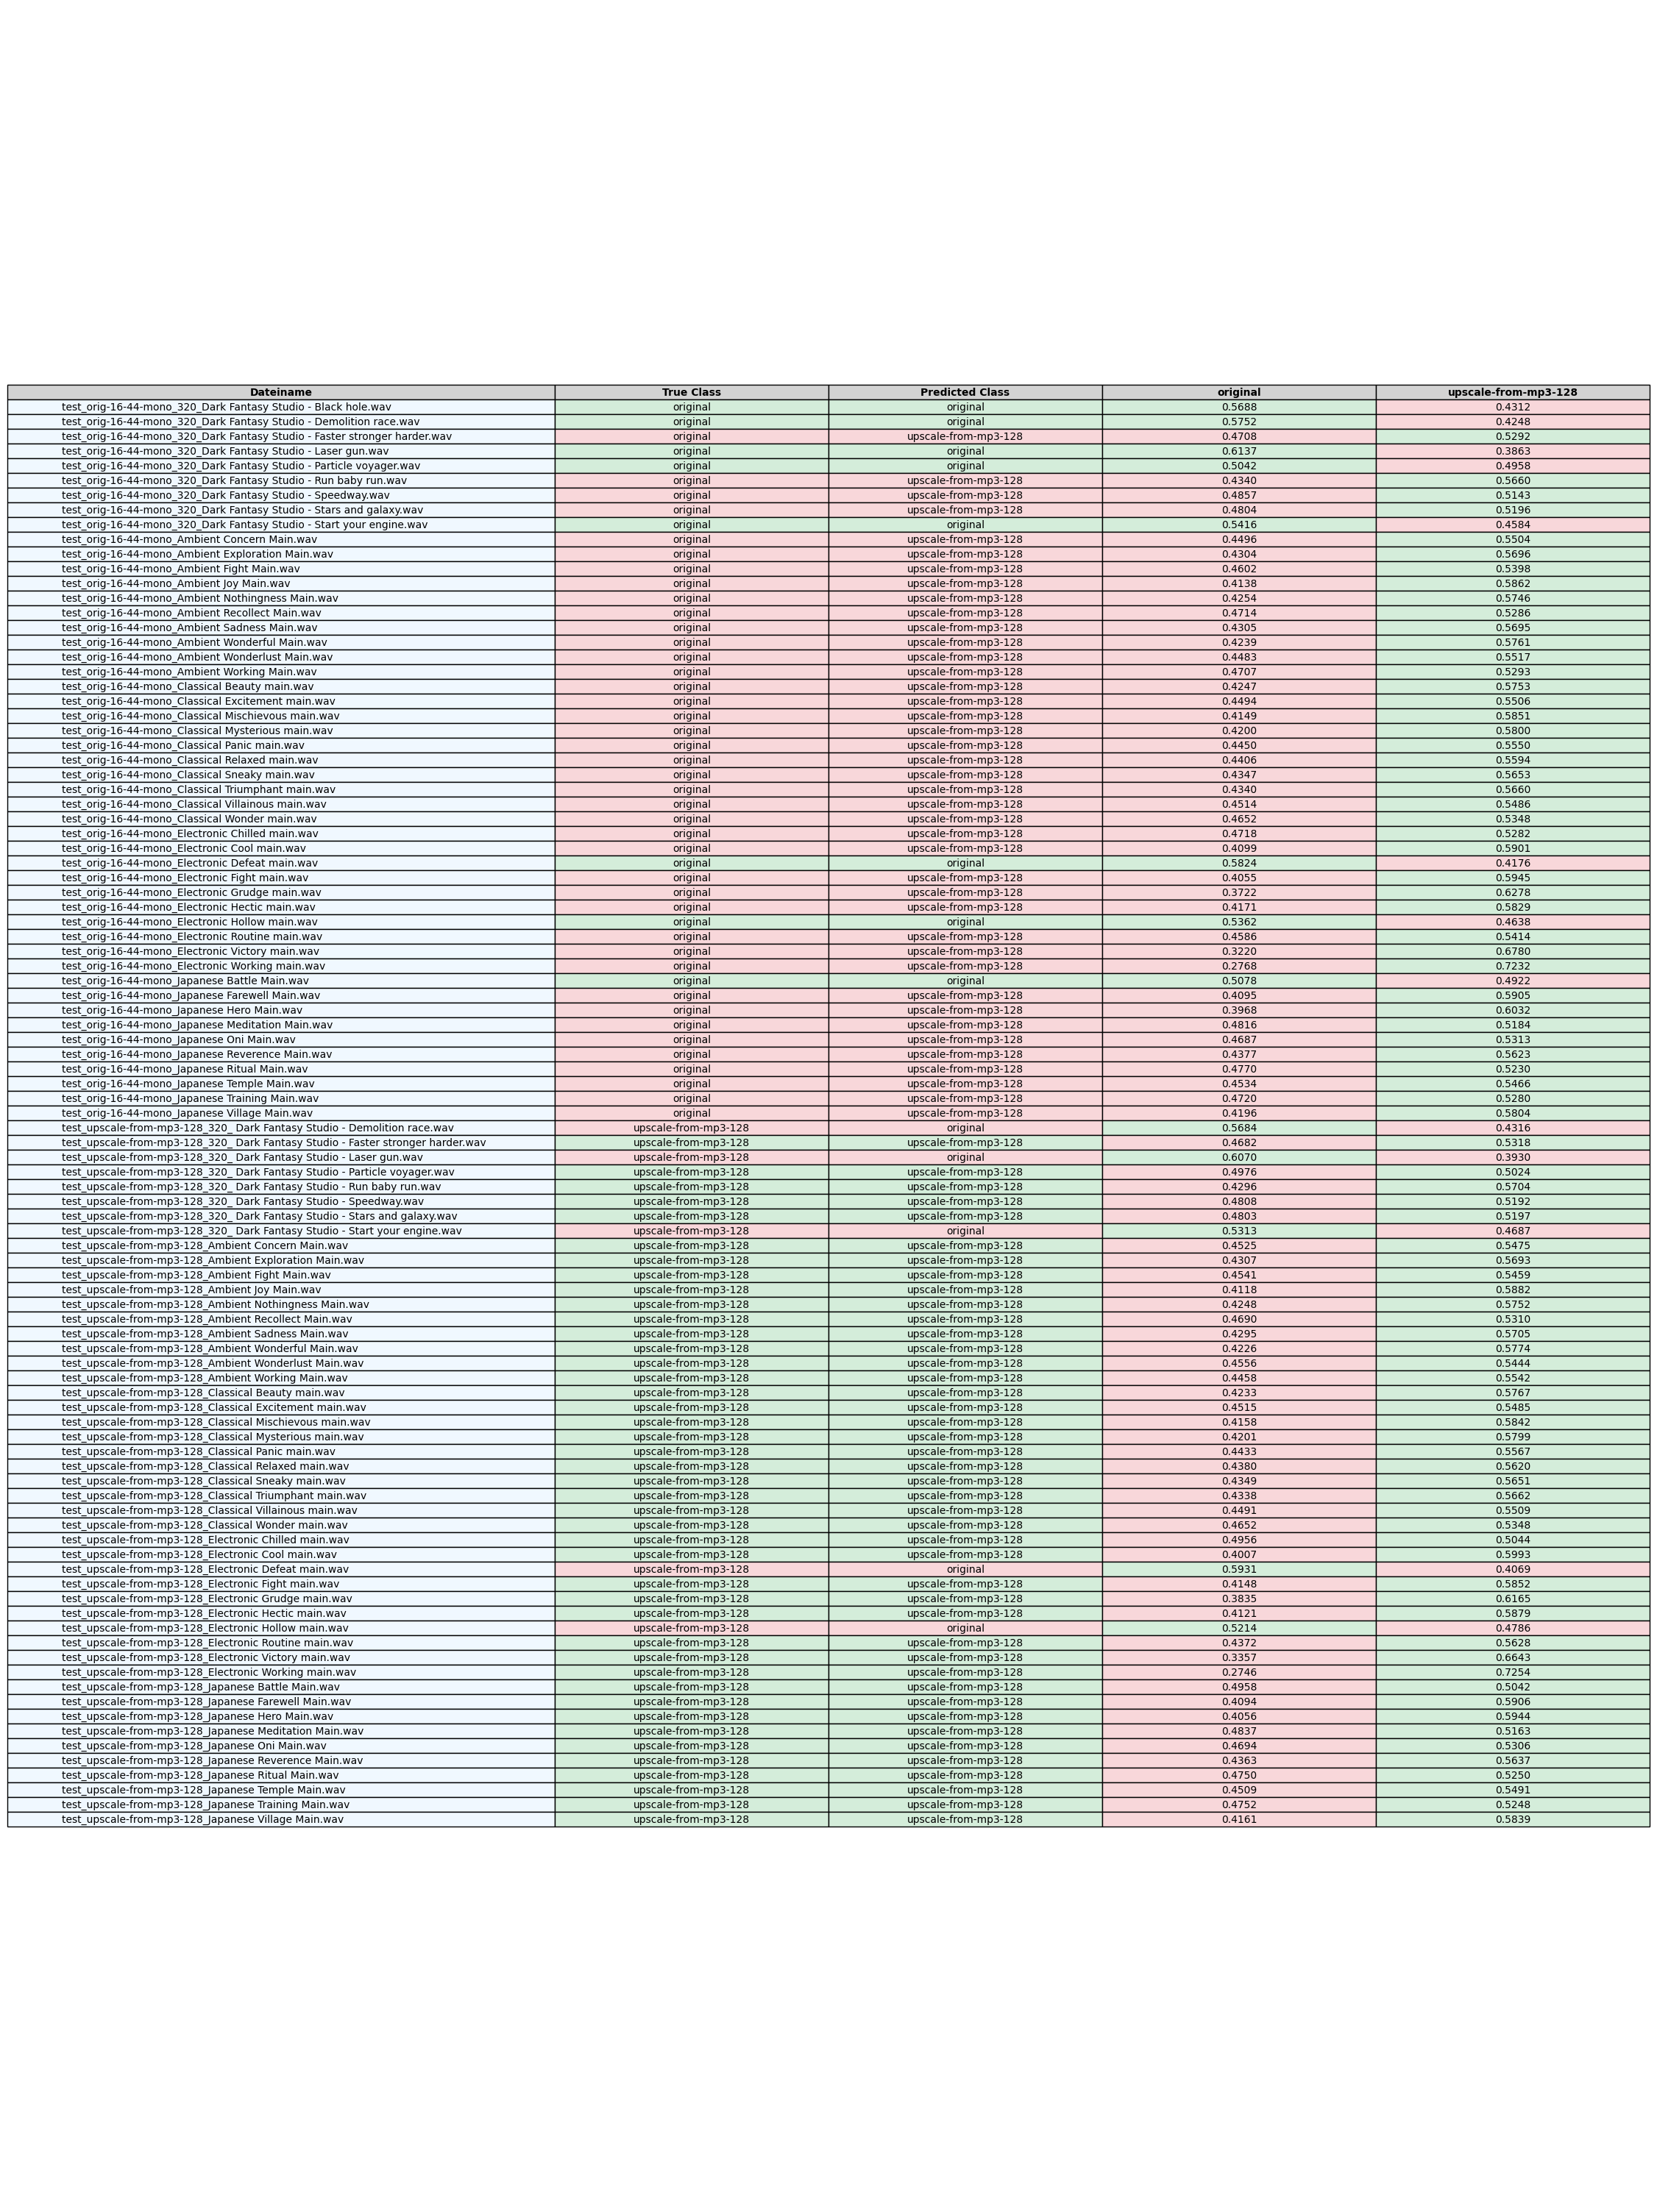 Dateiname True Class Predicted Class original upscale-from-mp3-128
test_orig-16-44-mono_320_Dark Fantasy Studio - Black hole.wav original original 0.5688 0.4312
test_orig-16-44-mono_320_Dark Fantasy Studio - Demolition race.wav original original 0.5752 0.4248
test_orig-16-44-mono_320_Dark Fantasy Studio - Faster stronger harder.wav original upscale-from-mp3-128 0.4708 0.5292
test_orig-16-44-mono_320_Dark Fantasy Studio - Laser gun.wav original original 0.6137 0.3863
test_orig-16-44-mono_320_Dark Fantasy Studio - Particle voyager.wav original original 0.5042 0.4958
test_orig-16-44-mono_320_Dark Fantasy Studio - Run baby run.wav original upscale-from-mp3-128 0.4340 0.5660
test_orig-16-44-mono_320_Dark Fantasy Studio - Speedway.wav original upscale-from-mp3-128 0.4857 0.5143
test_orig-16-44-mono_320_Dark Fantasy Studio - Stars and galaxy.wav original upscale-from-mp3-128 0.4804 0.5196
test_orig-16-44-mono_320_Dark Fantasy Studio - Start your engine.wav original original 0.5416 0.4584
test_orig-16-44-mono_Ambient Concern Main.wav original upscale-from-mp3-128 0.4496 0.5504
test_orig-16-44-mono_Ambient Exploration Main.wav original upscale-from-mp3-128 0.4304 0.5696
test_orig-16-44-mono_Ambient Fight Main.wav original upscale-from-mp3-128 0.4602 0.5398
test_orig-16-44-mono_Ambient Joy Main.wav original upscale-from-mp3-128 0.4138 0.5862
test_orig-16-44-mono_Ambient Nothingness Main.wav original upscale-from-mp3-128 0.4254 0.5746
test_orig-16-44-mono_Ambient Recollect Main.wav original upscale-from-mp3-128 0.4714 0.5286
test_orig-16-44-mono_Ambient Sadness Main.wav original upscale-from-mp3-128 0.4305 0.5695
test_orig-16-44-mono_Ambient Wonderful Main.wav original upscale-from-mp3-128 0.4239 0.5761
test_orig-16-44-mono_Ambient Wonderlust Main.wav original upscale-from-mp3-128 0.4483 0.5517
test_orig-16-44-mono_Ambient Working Main.wav original upscale-from-mp3-128 0.4707 0.5293
test_orig-16-44-mono_Classical Beauty main.wav original upscale-from-mp3-128 0.4247 0.5753
test_orig-16-44-mono_Classical Excitement main.wav original upscale-from-mp3-128 0.4494 0.5506
test_orig-16-44-mono_Classical Mischievous main.wav original upscale-from-mp3-128 0.4149 0.5851
test_orig-16-44-mono_Classical Mysterious main.wav original upscale-from-mp3-128 0.4200 0.5800
test_orig-16-44-mono_Classical Panic main.wav original upscale-from-mp3-128 0.4450 0.5550
test_orig-16-44-mono_Classical Relaxed main.wav original upscale-from-mp3-128 0.4406 0.5594
test_orig-16-44-mono_Classical Sneaky main.wav original upscale-from-mp3-128 0.4347 0.5653
test_orig-16-44-mono_Classical Triumphant main.wav original upscale-from-mp3-128 0.4340 0.5660
test_orig-16-44-mono_Classical Villainous main.wav original upscale-from-mp3-128 0.4514 0.5486
test_orig-16-44-mono_Classical Wonder main.wav original upscale-from-mp3-128 0.4652 0.5348
test_orig-16-44-mono_Electronic Chilled main.wav original upscale-from-mp3-128 0.4718 0.5282
test_orig-16-44-mono_Electronic Cool main.wav original upscale-from-mp3-128 0.4099 0.5901
test_orig-16-44-mono_Electronic Defeat main.wav original original 0.5824 0.4176
test_orig-16-44-mono_Electronic Fight main.wav original upscale-from-mp3-128 0.4055 0.5945
test_orig-16-44-mono_Electronic Grudge main.wav original upscale-from-mp3-128 0.3722 0.6278
test_orig-16-44-mono_Electronic Hectic main.wav original upscale-from-mp3-128 0.4171 0.5829
test_orig-16-44-mono_Electronic Hollow main.wav original original 0.5362 0.4638
test_orig-16-44-mono_Electronic Routine main.wav original upscale-from-mp3-128 0.4586 0.5414
test_orig-16-44-mono_Electronic Victory main.wav original upscale-from-mp3-128 0.3220 0.6780
test_orig-16-44-mono_Electronic Working main.wav original upscale-from-mp3-128 0.2768 0.7232
test_orig-16-44-mono_Japanese Battle Main.wav original original 0.5078 0.4922
test_orig-16-44-mono_Japanese Farewell Main.wav original upscale-from-mp3-128 0.4095 0.5905
test_orig-16-44-mono_Japanese Hero Main.wav original upscale-from-mp3-128 0.3968 0.6032
test_orig-16-44-mono_Japanese Meditation Main.wav original upscale-from-mp3-128 0.4816 0.5184
test_orig-16-44-mono_Japanese Oni Main.wav original upscale-from-mp3-128 0.4687 0.5313
test_orig-16-44-mono_Japanese Reverence Main.wav original upscale-from-mp3-128 0.4377 0.5623
test_orig-16-44-mono_Japanese Ritual Main.wav original upscale-from-mp3-128 0.4770 0.5230
test_orig-16-44-mono_Japanese Temple Main.wav original upscale-from-mp3-128 0.4534 0.5466
test_orig-16-44-mono_Japanese Training Main.wav original upscale-from-mp3-128 0.4720 0.5280
test_orig-16-44-mono_Japanese Village Main.wav original upscale-from-mp3-128 0.4196 0.5804
test_upscale-from-mp3-128_320_ Dark Fantasy Studio - Demolition race.wav upscale-from-mp3-128 original 0.5684 0.4316
test_upscale-from-mp3-128_320_ Dark Fantasy Studio - Faster stronger harder.wav upscale-from-mp3-128 upscale-from-mp3-128 0.4682 0.5318
test_upscale-from-mp3-128_320_ Dark Fantasy Studio - Laser gun.wav upscale-from-mp3-128 original 0.6070 0.3930
test_upscale-from-mp3-128_320_ Dark Fantasy Studio - Particle voyager.wav upscale-from-mp3-128 upscale-from-mp3-128 0.4976 0.5024
test_upscale-from-mp3-128_320_ Dark Fantasy Studio - Run baby run.wav upscale-from-mp3-128 upscale-from-mp3-128 0.4296 0.5704
test_upscale-from-mp3-128_320_ Dark Fantasy Studio - Speedway.wav upscale-from-mp3-128 upscale-from-mp3-128 0.4808 0.5192
test_upscale-from-mp3-128_320_ Dark Fantasy Studio - Stars and galaxy.wav upscale-from-mp3-128 upscale-from-mp3-128 0.4803 0.5197
test_upscale-from-mp3-128_320_ Dark Fantasy Studio - Start your engine.wav upscale-from-mp3-128 original 0.5313 0.4687
test_upscale-from-mp3-128_Ambient Concern Main.wav upscale-from-mp3-128 upscale-from-mp3-128 0.4525 0.5475
test_upscale-from-mp3-128_Ambient Exploration Main.wav upscale-from-mp3-128 upscale-from-mp3-128 0.4307 0.5693
test_upscale-from-mp3-128_Ambient Fight Main.wav upscale-from-mp3-128 upscale-from-mp3-128 0.4541 0.5459
test_upscale-from-mp3-128_Ambient Joy Main.wav upscale-from-mp3-128 upscale-from-mp3-128 0.4118 0.5882
test_upscale-from-mp3-128_Ambient Nothingness Main.wav upscale-from-mp3-128 upscale-from-mp3-128 0.4248 0.5752
test_upscale-from-mp3-128_Ambient Recollect Main.wav upscale-from-mp3-128 upscale-from-mp3-128 0.4690 0.5310
test_upscale-from-mp3-128_Ambient Sadness Main.wav upscale-from-mp3-128 upscale-from-mp3-128 0.4295 0.5705
test_upscale-from-mp3-128_Ambient Wonderful Main.wav upscale-from-mp3-128 upscale-from-mp3-128 0.4226 0.5774
test_upscale-from-mp3-128_Ambient Wonderlust Main.wav upscale-from-mp3-128 upscale-from-mp3-128 0.4556 0.5444
test_upscale-from-mp3-128_Ambient Working Main.wav upscale-from-mp3-128 upscale-from-mp3-128 0.4458 0.5542
test_upscale-from-mp3-128_Classical Beauty main.wav upscale-from-mp3-128 upscale-from-mp3-128 0.4233 0.5767
test_upscale-from-mp3-128_Classical Excitement main.wav upscale-from-mp3-128 upscale-from-mp3-128 0.4515 0.5485
test_upscale-from-mp3-128_Classical Mischievous main.wav upscale-from-mp3-128 upscale-from-mp3-128 0.4158 0.5842
test_upscale-from-mp3-128_Classical Mysterious main.wav upscale-from-mp3-128 upscale-from-mp3-128 0.4201 0.5799
test_upscale-from-mp3-128_Classical Panic main.wav upscale-from-mp3-128 upscale-from-mp3-128 0.4433 0.5567
test_upscale-from-mp3-128_Classical Relaxed main.wav upscale-from-mp3-128 upscale-from-mp3-128 0.4380 0.5620
test_upscale-from-mp3-128_Classical Sneaky main.wav upscale-from-mp3-128 upscale-from-mp3-128 0.4349 0.5651
test_upscale-from-mp3-128_Classical Triumphant main.wav upscale-from-mp3-128 upscale-from-mp3-128 0.4338 0.5662
test_upscale-from-mp3-128_Classical Villainous main.wav upscale-from-mp3-128 upscale-from-mp3-128 0.4491 0.5509
test_upscale-from-mp3-128_Classical Wonder main.wav upscale-from-mp3-128 upscale-from-mp3-128 0.4652 0.5348
test_upscale-from-mp3-128_Electronic Chilled main.wav upscale-from-mp3-128 upscale-from-mp3-128 0.4956 0.5044
test_upscale-from-mp3-128_Electronic Cool main.wav upscale-from-mp3-128 upscale-from-mp3-128 0.4007 0.5993
test_upscale-from-mp3-128_Electronic Defeat main.wav upscale-from-mp3-128 original 0.5931 0.4069
test_upscale-from-mp3-128_Electronic Fight main.wav upscale-from-mp3-128 upscale-from-mp3-128 0.4148 0.5852
test_upscale-from-mp3-128_Electronic Grudge main.wav upscale-from-mp3-128 upscale-from-mp3-128 0.3835 0.6165
test_upscale-from-mp3-128_Electronic Hectic main.wav upscale-from-mp3-128 upscale-from-mp3-128 0.4121 0.5879
test_upscale-from-mp3-128_Electronic Hollow main.wav upscale-from-mp3-128 original 0.5214 0.4786
test_upscale-from-mp3-128_Electronic Routine main.wav upscale-from-mp3-128 upscale-from-mp3-128 0.4372 0.5628
test_upscale-from-mp3-128_Electronic Victory main.wav upscale-from-mp3-128 upscale-from-mp3-128 0.3357 0.6643
test_upscale-from-mp3-128_Electronic Working main.wav upscale-from-mp3-128 upscale-from-mp3-128 0.2746 0.7254
test_upscale-from-mp3-128_Japanese Battle Main.wav upscale-from-mp3-128 upscale-from-mp3-128 0.4958 0.5042
test_upscale-from-mp3-128_Japanese Farewell Main.wav upscale-from-mp3-128 upscale-from-mp3-128 0.4094 0.5906
test_upscale-from-mp3-128_Japanese Hero Main.wav upscale-from-mp3-128 upscale-from-mp3-128 0.4056 0.5944
test_upscale-from-mp3-128_Japanese Meditation Main.wav upscale-from-mp3-128 upscale-from-mp3-128 0.4837 0.5163
test_upscale-from-mp3-128_Japanese Oni Main.wav upscale-from-mp3-128 upscale-from-mp3-128 0.4694 0.5306
test_upscale-from-mp3-128_Japanese Reverence Main.wav upscale-from-mp3-128 upscale-from-mp3-128 0.4363 0.5637
test_upscale-from-mp3-128_Japanese Ritual Main.wav upscale-from-mp3-128 upscale-from-mp3-128 0.4750 0.5250
test_upscale-from-mp3-128_Japanese Temple Main.wav upscale-from-mp3-128 upscale-from-mp3-128 0.4509 0.5491
test_upscale-from-mp3-128_Japanese Training Main.wav upscale-from-mp3-128 upscale-from-mp3-128 0.4752 0.5248
test_upscale-from-mp3-128_Japanese Village Main.wav upscale-from-mp3-128 upscale-from-mp3-128 0.4161 0.5839